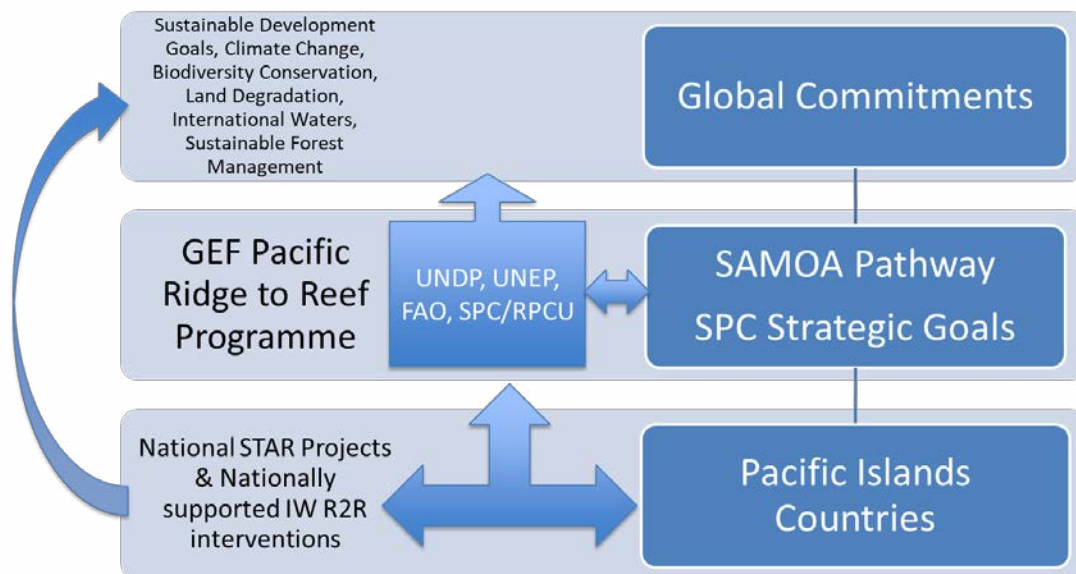 Sustainable Development
Goals, Climate Change,
Biodiversity Conservation,
Land Degradation,
International Waters,
Sustainable Forest
Management
Global Commitments
GEF Pacific
Ridge to Reef
Programme
UNDP, UNEP,
FAO, SPC/RPCU
SAMOA Pathway
SPC Strategic Goals
National STAR Projects
& Nationally
supported IW R2R
interventions
Pacific Islands
Countries